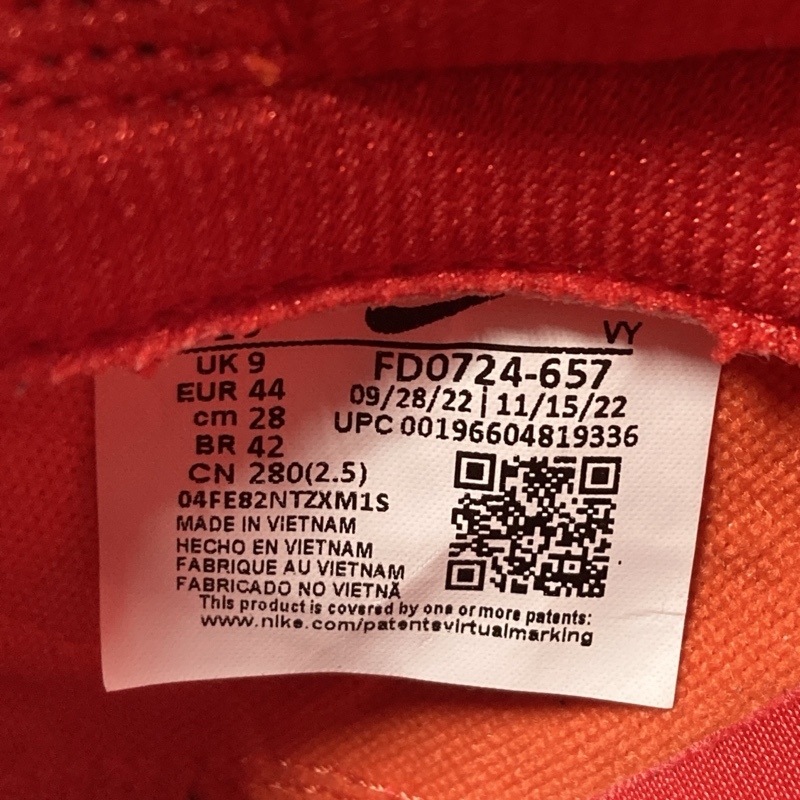 VY
UK 9
EUR 44
cm 28
BR 42
CN 280(2.5)
FD0724-657
09/28/22 | 11/15/22
UPC 00196604819336
04FE82NTZXM1S
MADE IN VIETNAM
HECHO EN VIETNAM
FABRIQUE AU VIETNAM
FABRICADO NO VIETNÃ
This product is covered by one or more patents:
www.nike.com/patentsvirtualmarking